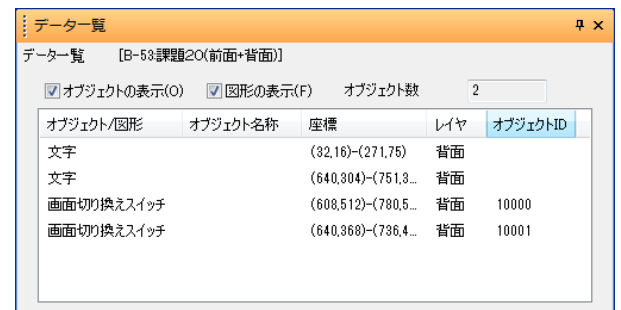 データ一覧
データ一覧 [B-53:課題20(前面+背面)]
オブジェクトの表示(O) 図形の表示(F) オブジェクト数 2
オブジェクト/図形 オブジェクト名称 座標 レイヤ オブジェクトID
文字 (32,16)-(271,75) 背面
文字 (640,304)-(751,3... 背面
画面切り換えスイッチ (608,512)-(780,5... 背面 10000
画面切り換えスイッチ (640,368)-(736,4... 背面 10001